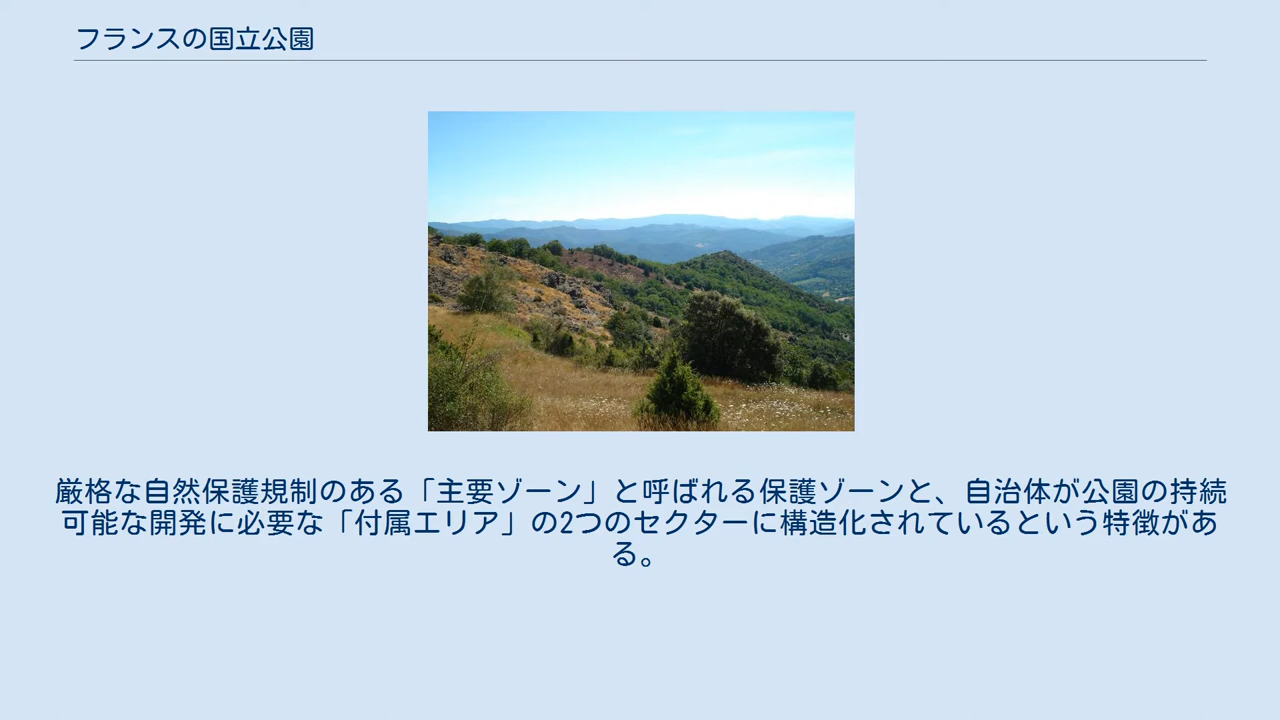 フランスの国立公園
厳格な自然保護規制のある「主要ゾーン」と呼ばれる保護ゾーンと、自治体が公園の持続
可能な開発に必要な「付属エリア」の2つのセクターに構造化されているという特徴があ
る。